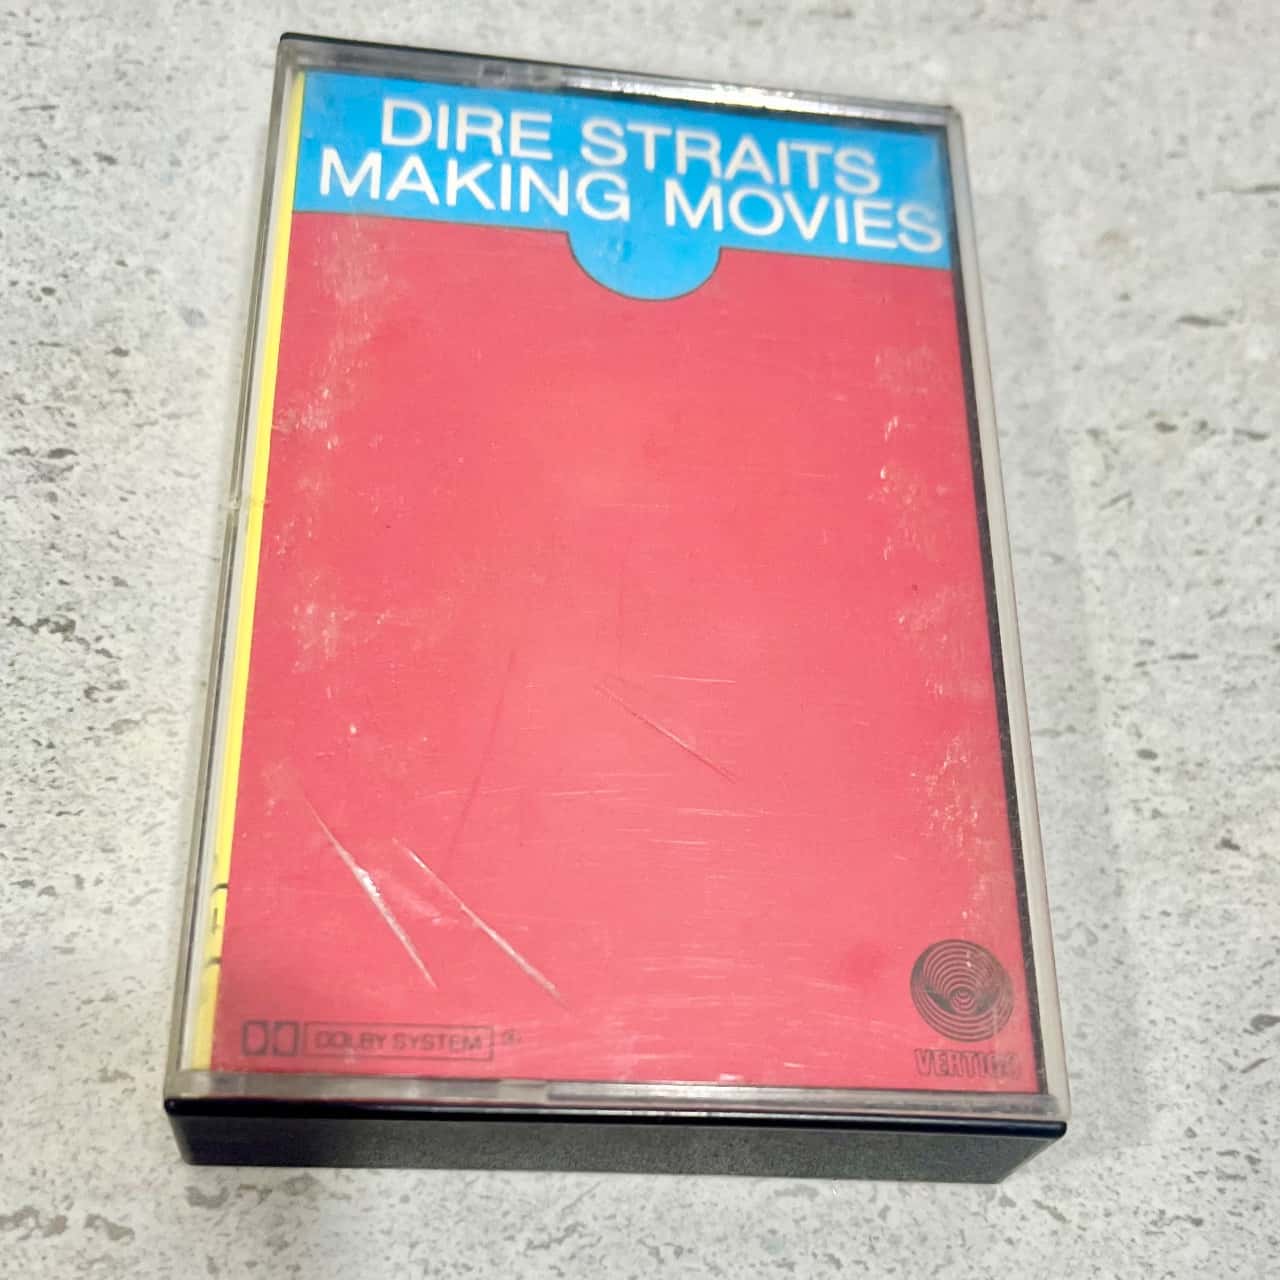 DIRE STRAITS
MAKING MOVIES
DOLBY SYSTEM ®
VERTIGO